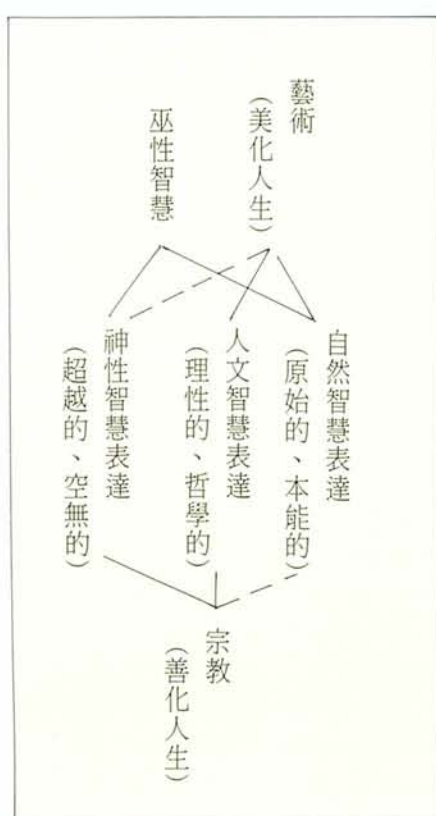 藝術
(美化人生)
巫性智慧
自然智慧表達
(原始的、本能的)
人文智慧表達
(理性的、哲學的)
神性智慧表達
(超越的、空無的)
宗教
(善化人生)